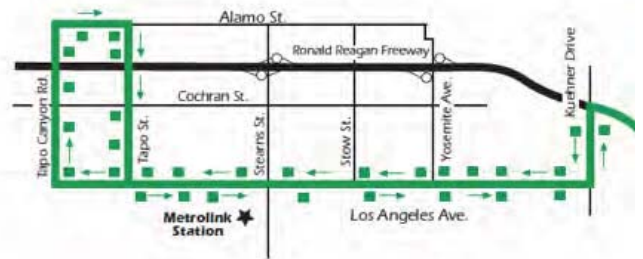 Alamo St.
Ronald Reagan Freeway
Kuehner Drive
Tapo Canyon Rd.
Cochran St.
Tapo St.
Stearns St.
Stow St.
Yosemite Ave.
Metrolink
Station
Los Angeles Ave.